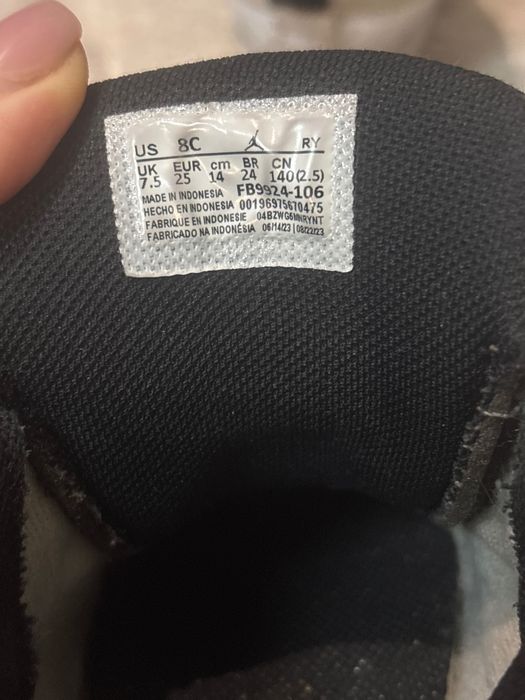 US 8C RY
UK EUR cm BR CN
7.5 25 14 24 140(2.5)
MADE IN INDONESIA FB9924-106
HECHO EN INDONESIA 00196975670475
FABRIQUE EN INDONESIE 04BZWG6MNRYNT
FABRICADO NA INDONÉSIA 06/14/23 | 08/22/23